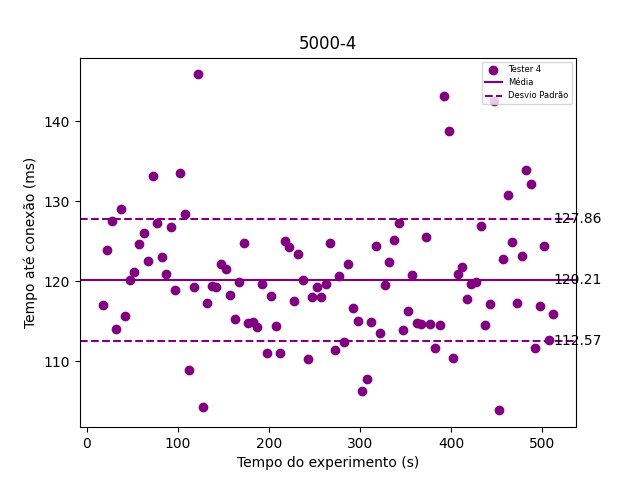 5000-4
Tempo até conexão (ms)
140
130
120
110
Tester 4
Média
Desvio Padrão
127.86
120.21
112.57
0
100
200
300
400
500
Tempo do experimento (s)